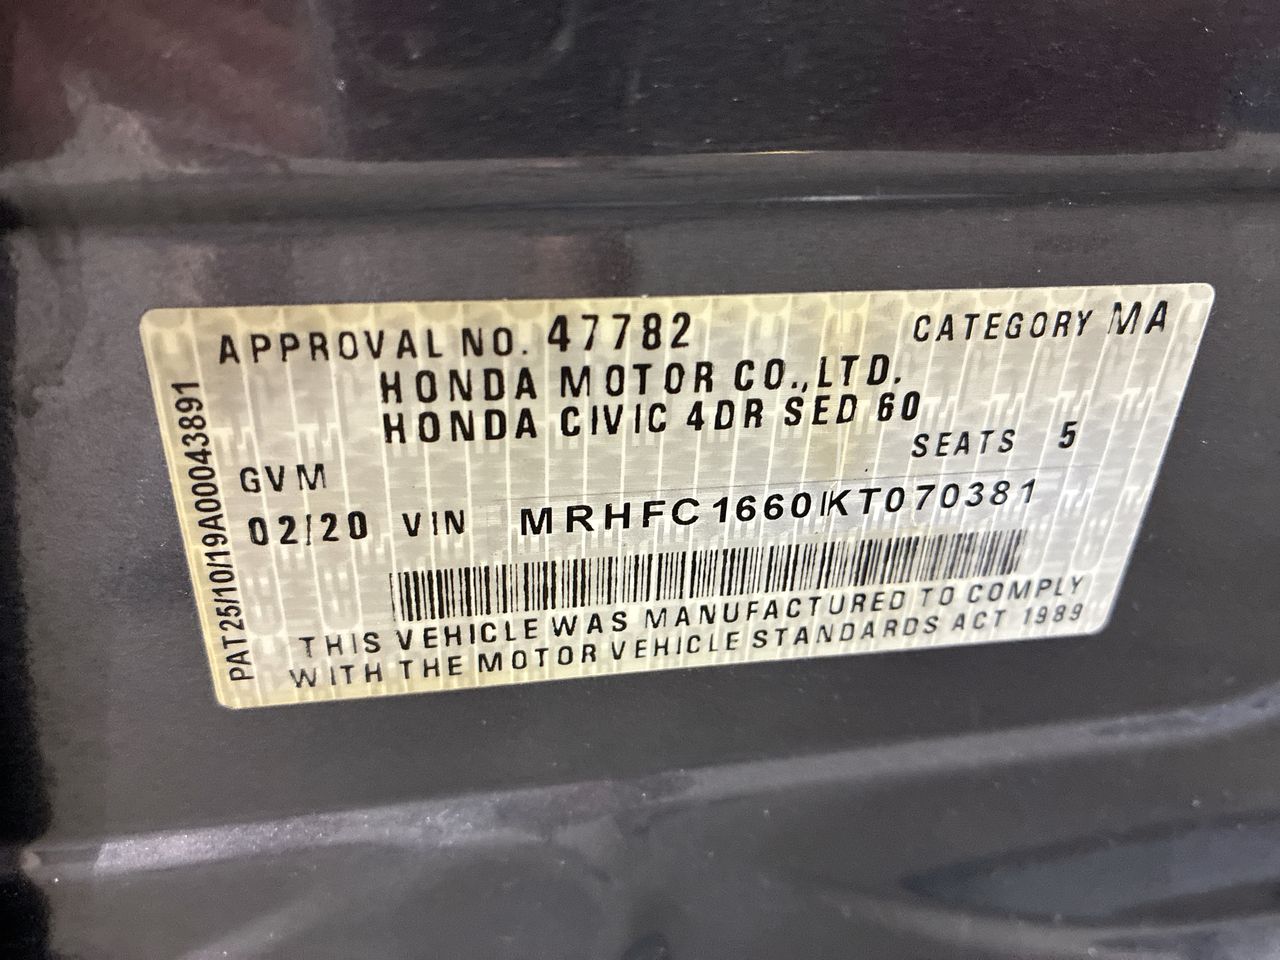 APPROVAL NO. 47782 CATEGORY MA
HONDA MOTOR CO.,LTD.
HONDA CIVIC 4DR SED 60
SEATS 5
GVM
02/20 VIN MRHFC1660KT070381
THIS VEHICLE WAS MANUFACTURED TO COMPLY
WITH THE MOTOR VEHICLE STANDARDS ACT 1989
PAT25/10/19A00043891